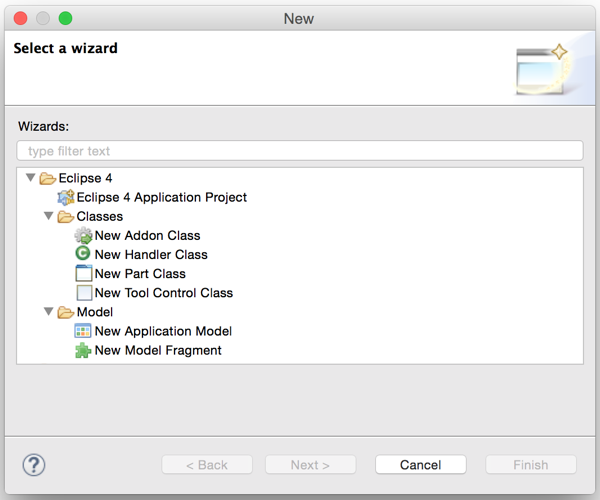 New
Select a wizard
Wizards:
type filter text
Eclipse 4
Eclipse 4 Application Project
Classes
New Addon Class
C New Handler Class
New Part Class
New Tool Control Class
Model
New Application Model
New Model Fragment
? < Back Next > Cancel Finish